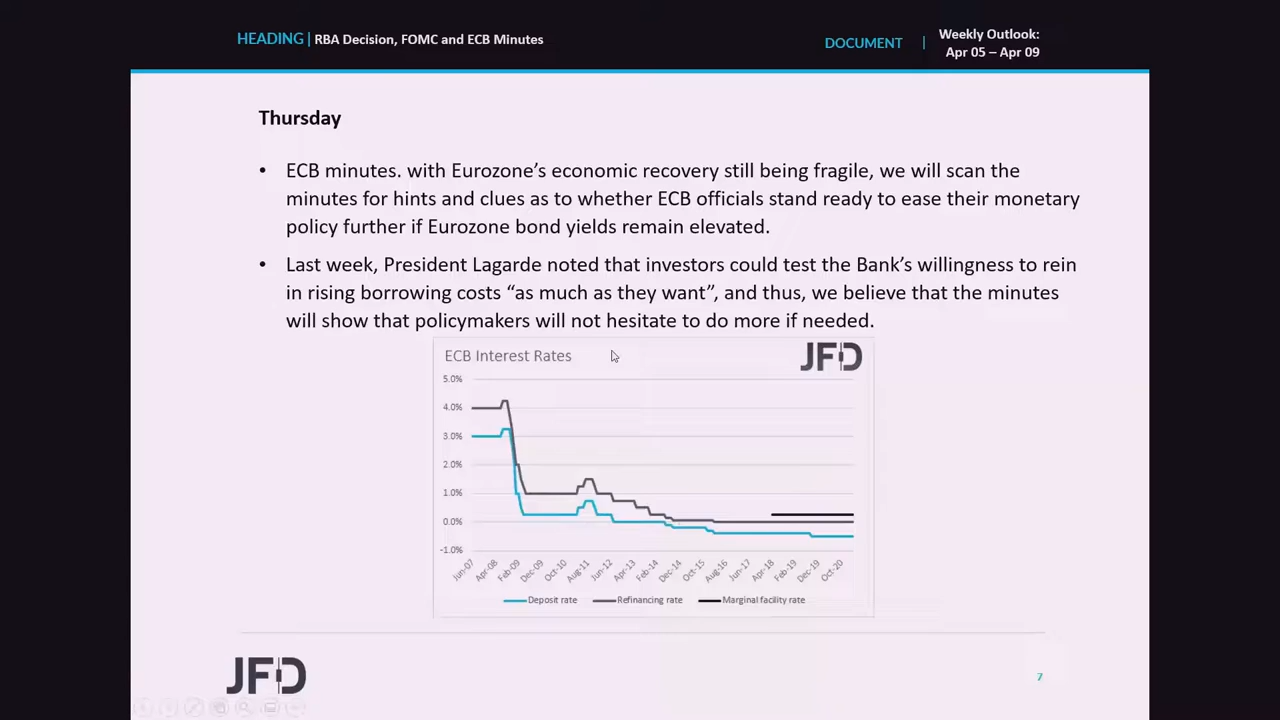 HEADING | RBA Decision, FOMC and ECB Minutes
DOCUMENT | Weekly Outlook:
Apr 05 – Apr 09
Thursday
• ECB minutes. with Eurozone’s economic recovery still being fragile, we will scan the
minutes for hints and clues as to whether ECB officials stand ready to ease their monetary
policy further if Eurozone bond yields remain elevated.
• Last week, President Lagarde noted that investors could test the Bank’s willingness to rein
in rising borrowing costs “as much as they want”, and thus, we believe that the minutes
will show that policymakers will not hesitate to do more if needed.
ECB Interest Rates
JFD
5.0%
4.0%
3.0%
2.0%
1.0%
0.0%
-1.0%
Jun-07 Apr-08 Feb-09 Dec-09 Oct-10 Aug-11 Jun-12 Apr-13 Feb-14 Dec-14 Oct-15 Aug-16 Jun-17 Apr-18 Feb-19 Dec-19 Oct-20
Deposit rate Refinancing rate Marginal facility rate
JFD
7